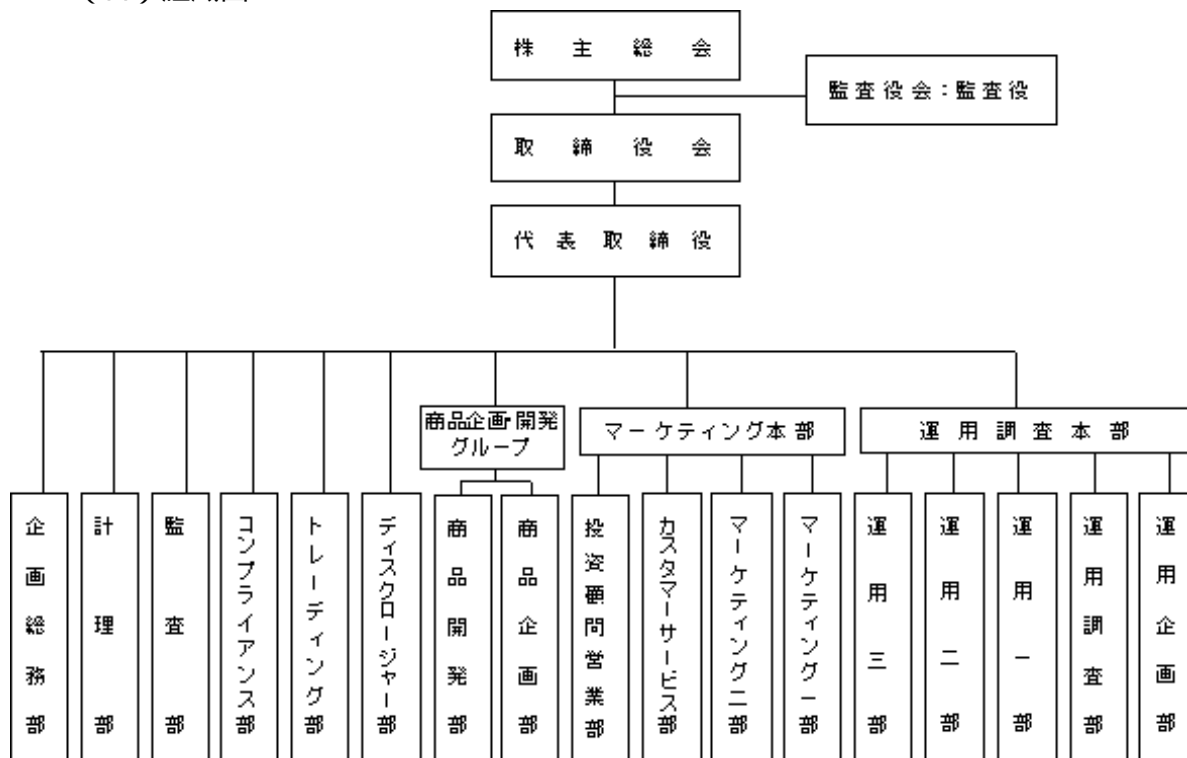 株主総会
監査役会：監査役
取締役会
代表取締役
商品企画・開発
グループ
マーケティング本部
運用調査本部
企画総務部
計理部
監査部
コンプライアンス部
トレーディング部
ディスクロージャー部
商品開発部
商品企画部
投資顧問営業部
カスタマーサービス部
マーケティング二部
マーケティング一部
運用三部
運用二部
運用一部
運用調査部
運用企画部